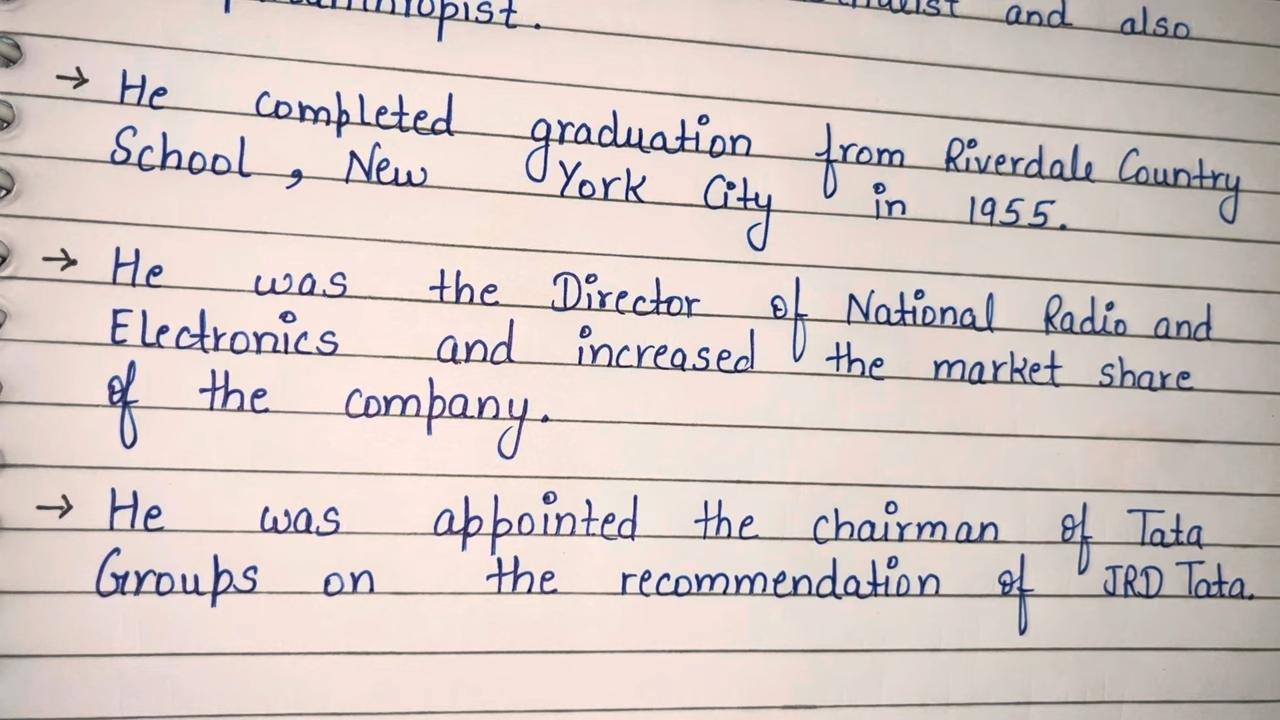 and also
→ He completed graduation from Riverdale Country
School, New York City in 1955.
→ He was the Director of National Radio and
Electronics and increased the market share
of the company.
→ He was appointed the chairman of Tata
Groups on the recommendation of JRD Tata.